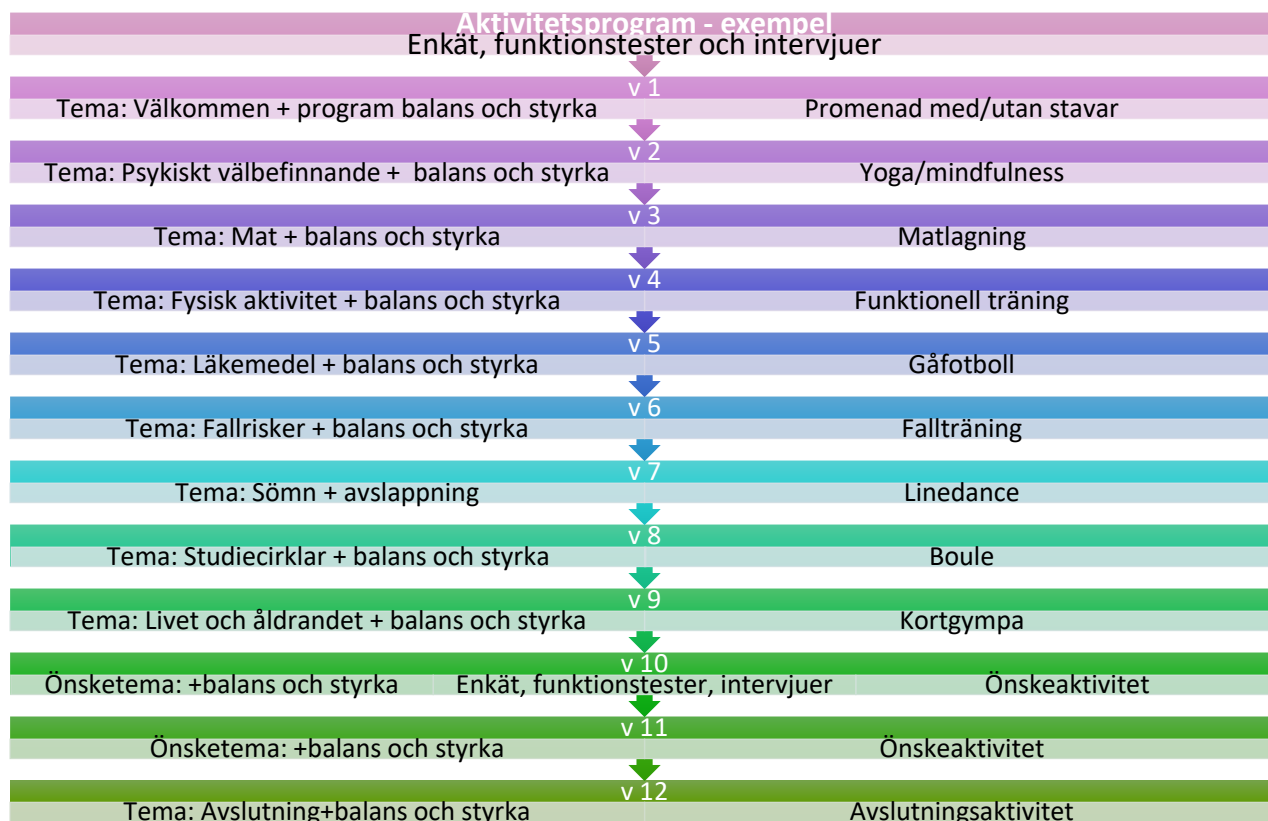 Aktivitetsprogram - exempel
Enkät, funktionstester och intervjuer
v 1
Tema: Välkommen + program balans och styrka Promenad med/utan stavar
v 2
Tema: Psykiskt välbefinnande + balans och styrka Yoga/mindfulness
v 3
Tema: Mat + balans och styrka Matlagning
v 4
Tema: Fysisk aktivitet + balans och styrka Funktionell träning
v 5
Tema: Läkemedel + balans och styrka Gåfotboll
v 6
Tema: Fallrisker + balans och styrka Fallträning
v 7
Tema: Sömn + avslappning Linedance
v 8
Tema: Studiecirklar + balans och styrka Boule
v 9
Tema: Livet och åldrandet + balans och styrka Kortgympa
v 10
Önsketema: +balans och styrka Enkät, funktionstester, intervjuer Önskeaktivitet
v 11
Önsketema: +balans och styrka Önskeaktivitet
v 12
Tema: Avslutning+balans och styrka Avslutningsaktivitet